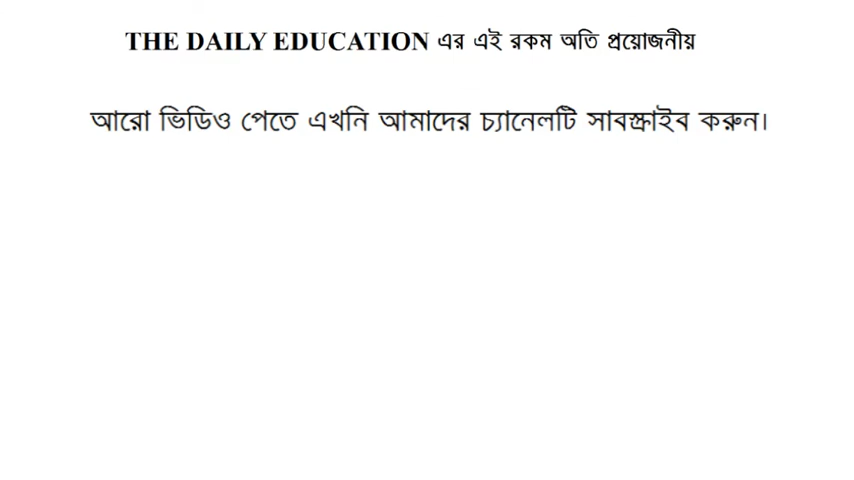 THE DAILY EDUCATION এর এই রকম অতি প্রয়োজনীয়
আরো ভিডিও পেতে এখনি আমাদের চ্যানেলটি সাবস্ক্রাইব করুন।